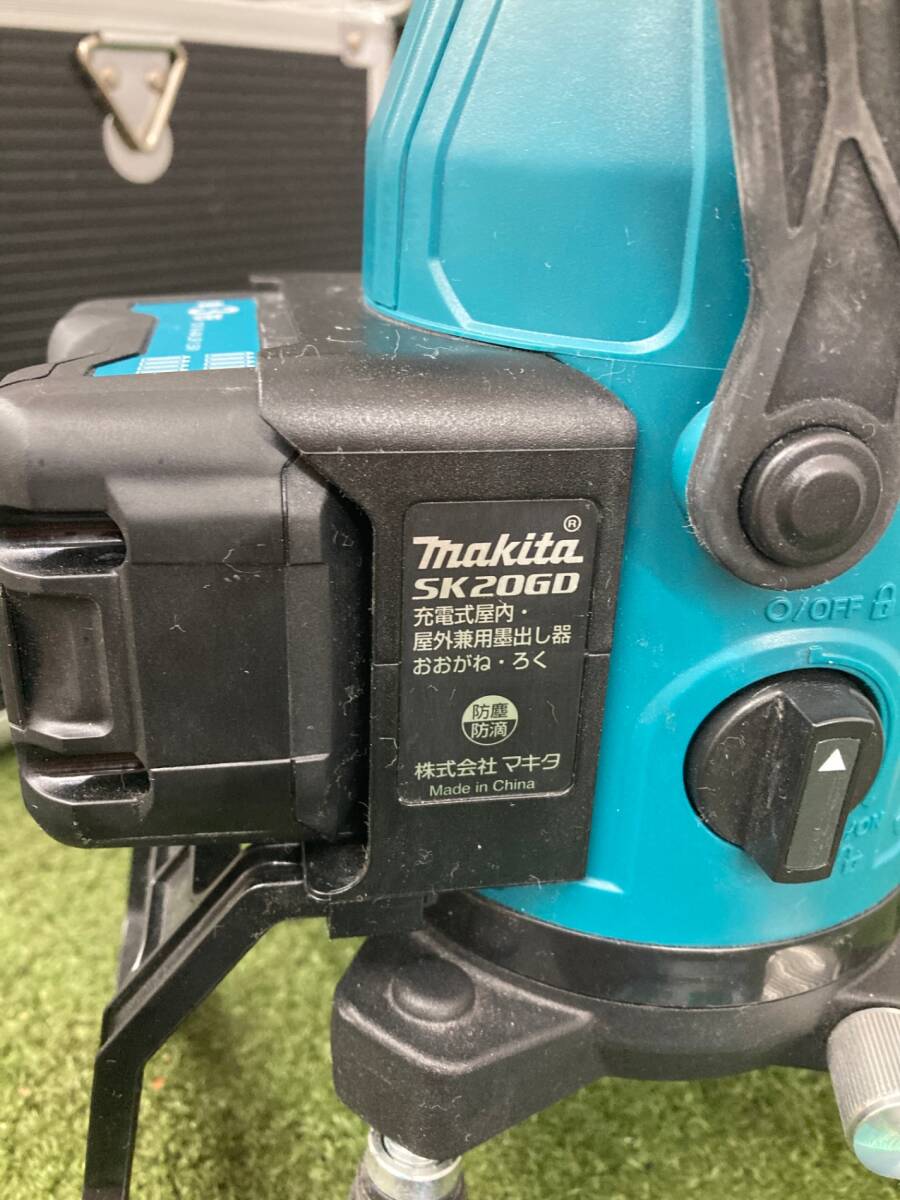 makita®
SK20GD
充電式屋内・
屋外兼用墨出し器
おおがね・ろく
防塵
防滴
株式会社 マキタ
Made in China
O/OFF
ON